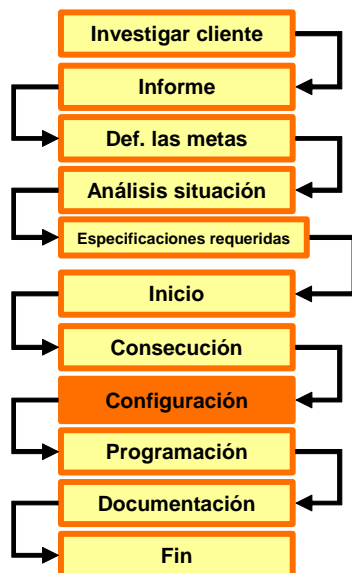 Investigar cliente
Informe
Def. las metas
Análisis situación
Especificaciones requeridas
Inicio
Consecución
Configuración
Programación
Documentación
Fin